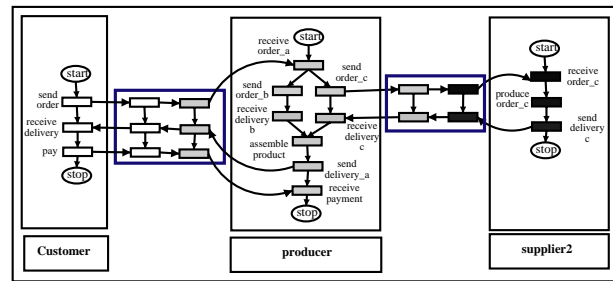 start
send
order
receive
delivery
pay
stop
Customer
receive
order_a
start
send
order_b
receive
delivery
b
send
order_c
receive
delivery
c
assemble
product
send
delivery_a
receive
payment
stop
producer
start
receive
order_c
produce
order_c
send
delivery
c
stop
supplier2